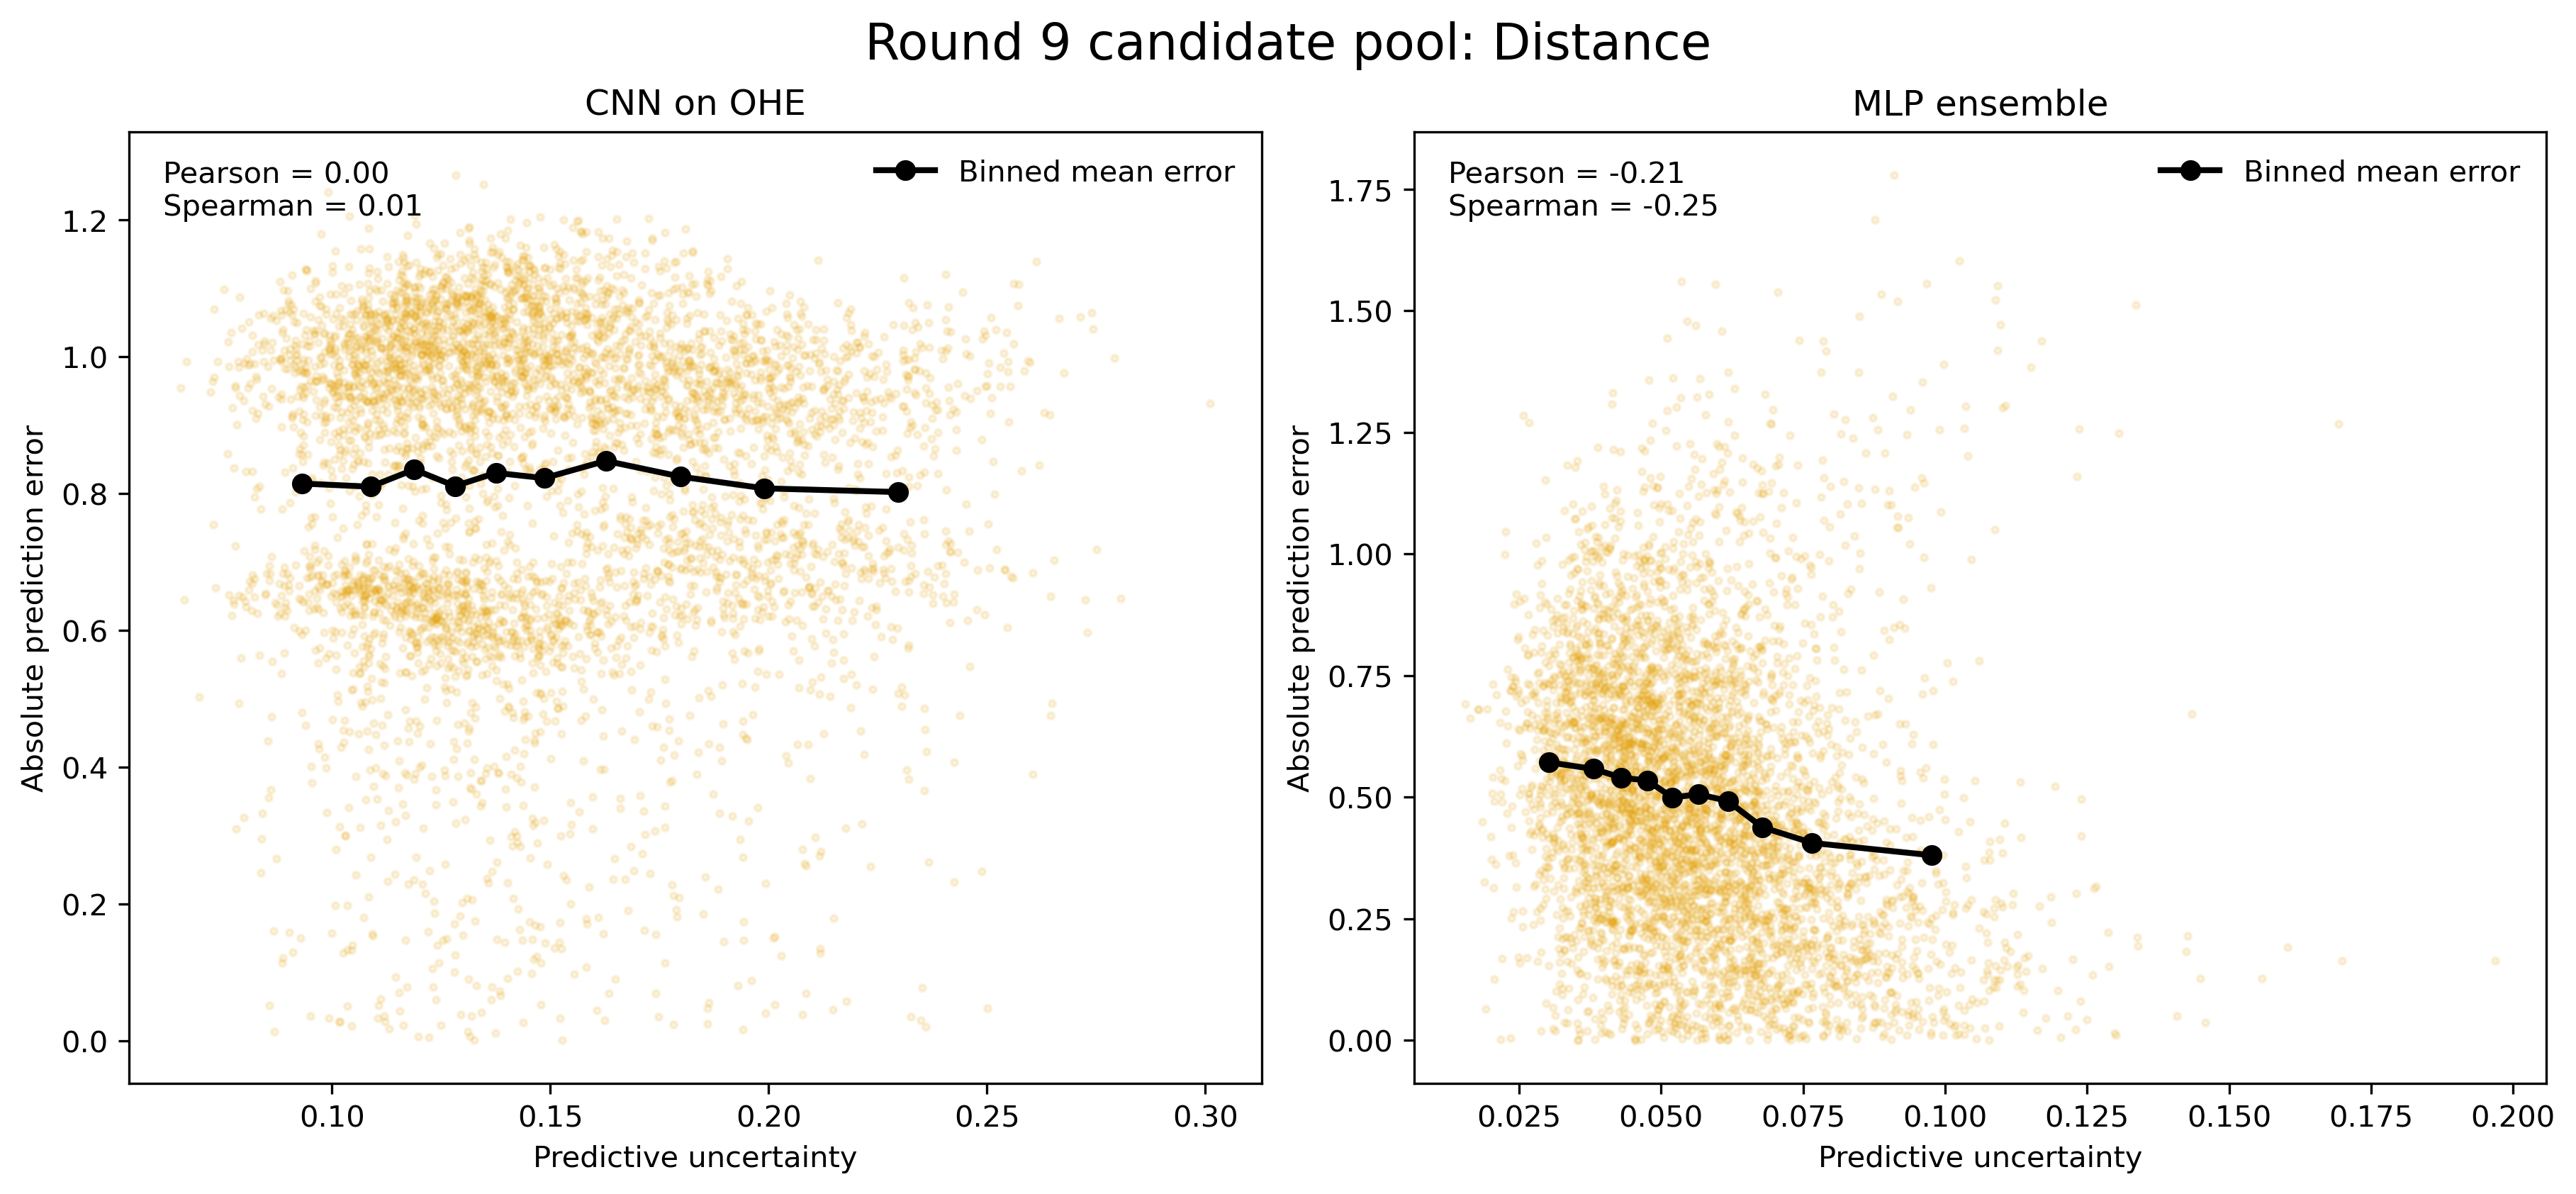 Round 9 candidate pool: Distance
CNN on OHE
Pearson = 0.00
Spearman = 0.01
Binned mean error
Absolute prediction error
1.2
1.0
0.8
0.6
0.4
0.2
0.0
0.10 0.15 0.20 0.25 0.30
Predictive uncertainty
MLP ensemble
Pearson = -0.21
Spearman = -0.25
Binned mean error
Absolute prediction error
1.75
1.50
1.25
1.00
0.75
0.50
0.25
0.00
0.025 0.050 0.075 0.100 0.125 0.150 0.175 0.200
Predictive uncertainty